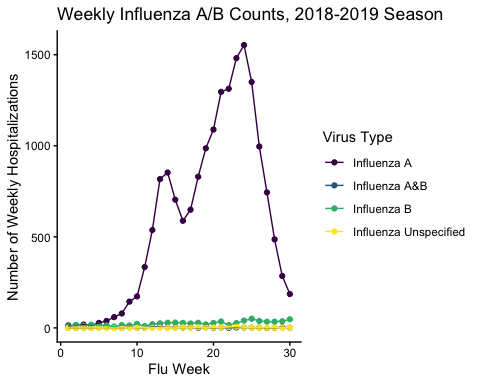 Weekly Influenza A/B Counts, 2018-2019 Season
Number of Weekly Hospitalizations
1500
1000
500
0
0
10
20
30
Flu Week
Virus Type
Influenza A
Influenza A&B
Influenza B
Influenza Unspecified